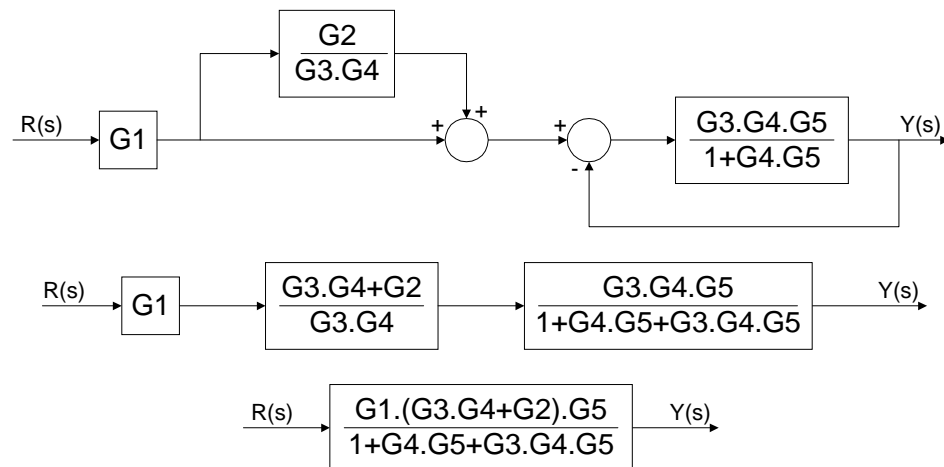 G2
G3.G4
R(s)
G1
+
+
+
-
G3.G4.G5
1+G4.G5
Y(s)
R(s)
G1
G3.G4+G2
G3.G4
G3.G4.G5
1+G4.G5+G3.G4.G5
Y(s)
R(s)
G1.(G3.G4+G2).G5
1+G4.G5+G3.G4.G5
Y(s)